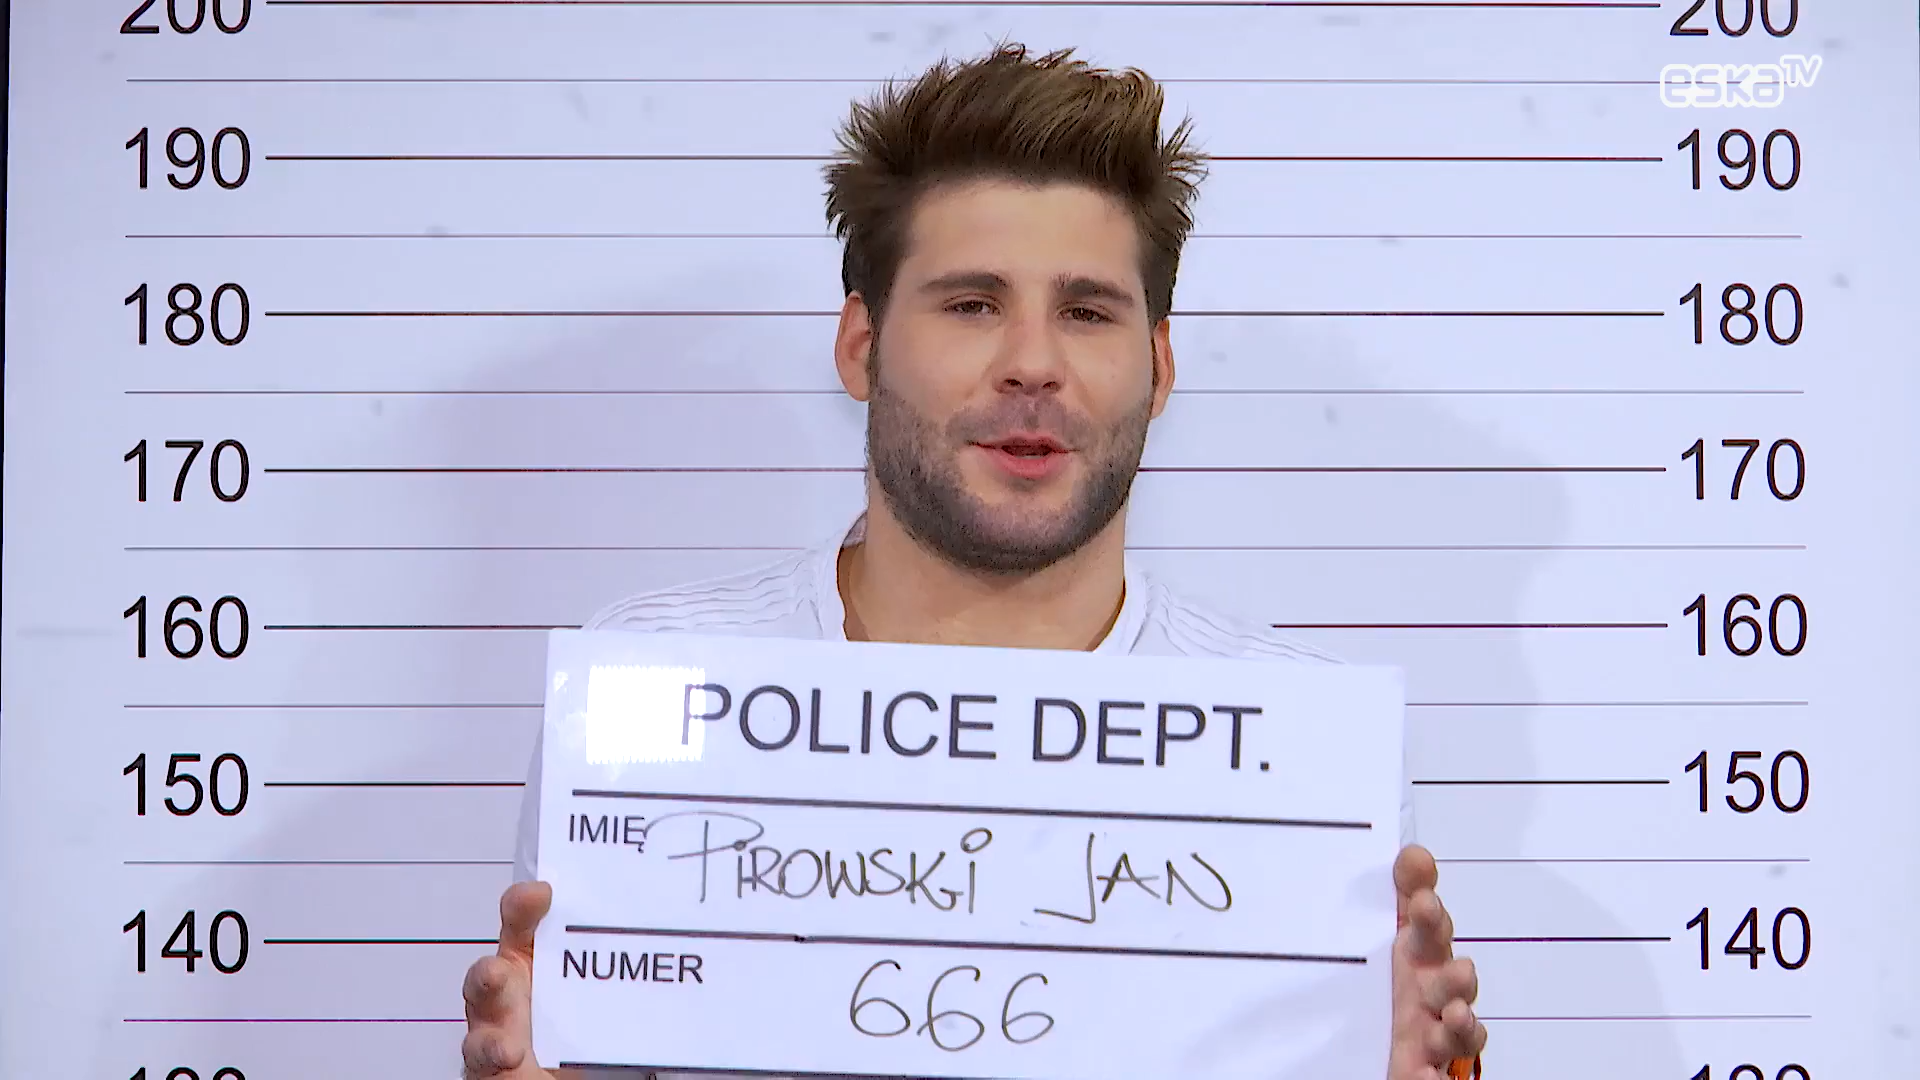 200 200
eska TV
190 190
180 180
170 170
160 160
POLICE DEPT.
150 150
IMIĘ PIROWSKI JAN
140 140
NUMER 666